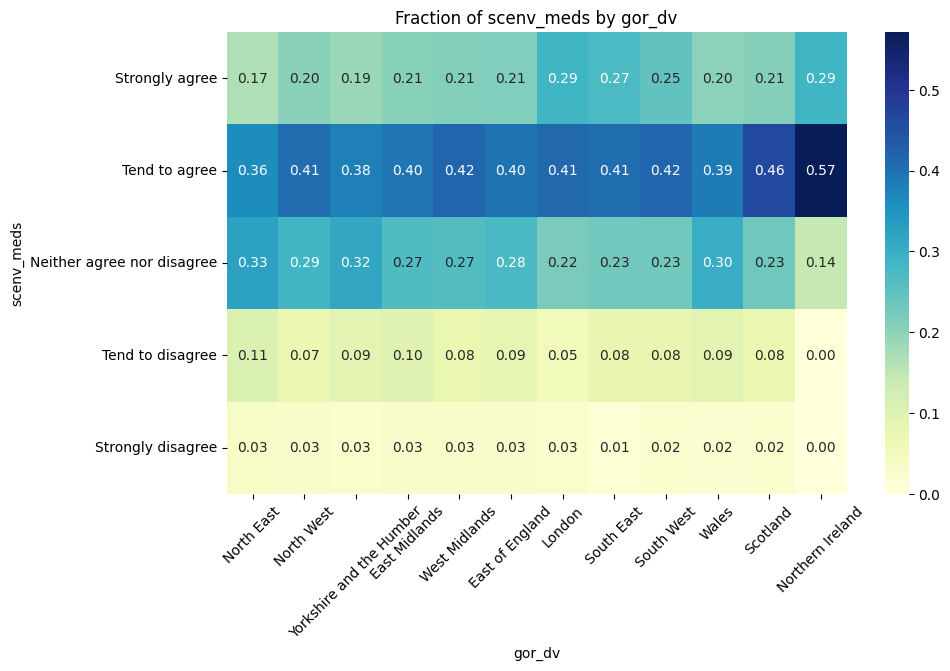 Fraction of scenv_meds by gor_dv
scenv_meds
Strongly agree 0.17 0.20 0.19 0.21 0.21 0.21 0.29 0.27 0.25 0.20 0.21 0.29
Tend to agree 0.36 0.41 0.38 0.40 0.42 0.40 0.41 0.41 0.42 0.39 0.46 0.57
Neither agree nor disagree 0.33 0.29 0.32 0.27 0.27 0.28 0.22 0.23 0.23 0.30 0.23 0.14
Tend to disagree 0.11 0.07 0.09 0.10 0.08 0.09 0.05 0.08 0.08 0.09 0.08 0.00
Strongly disagree 0.03 0.03 0.03 0.03 0.03 0.03 0.03 0.01 0.02 0.02 0.02 0.00
North East
North West
Yorkshire and the Humber
East Midlands
West Midlands
East of England
London
South East
South West
Wales
Scotland
Northern Ireland
gor_dv
0.5
0.4
0.3
0.2
0.1
0.0